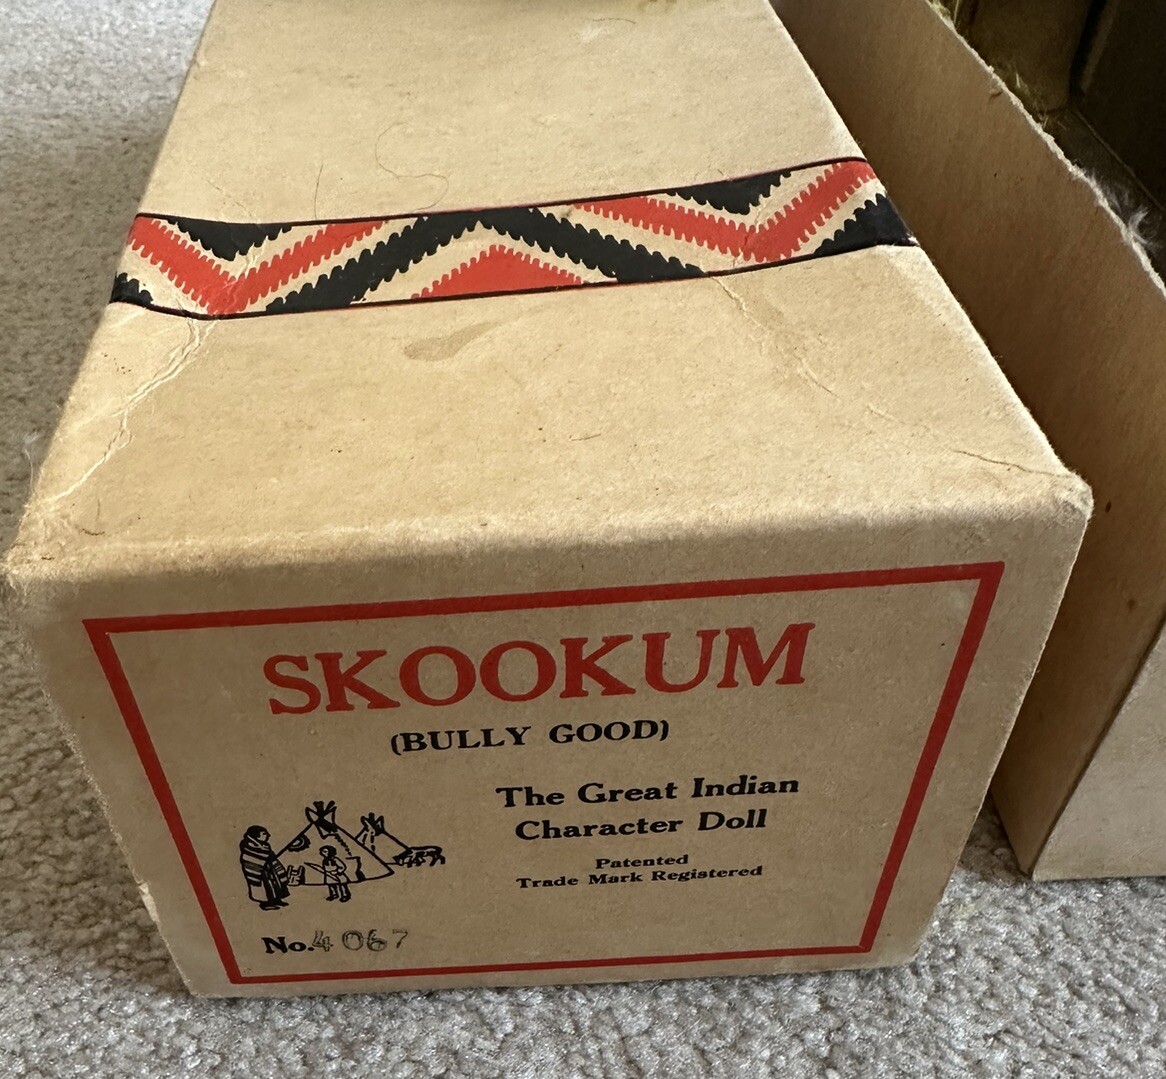 SKOOKUM
(BULLY GOOD)
The Great Indian
Character Doll
Patented
Trade Mark Registered
No. 4067